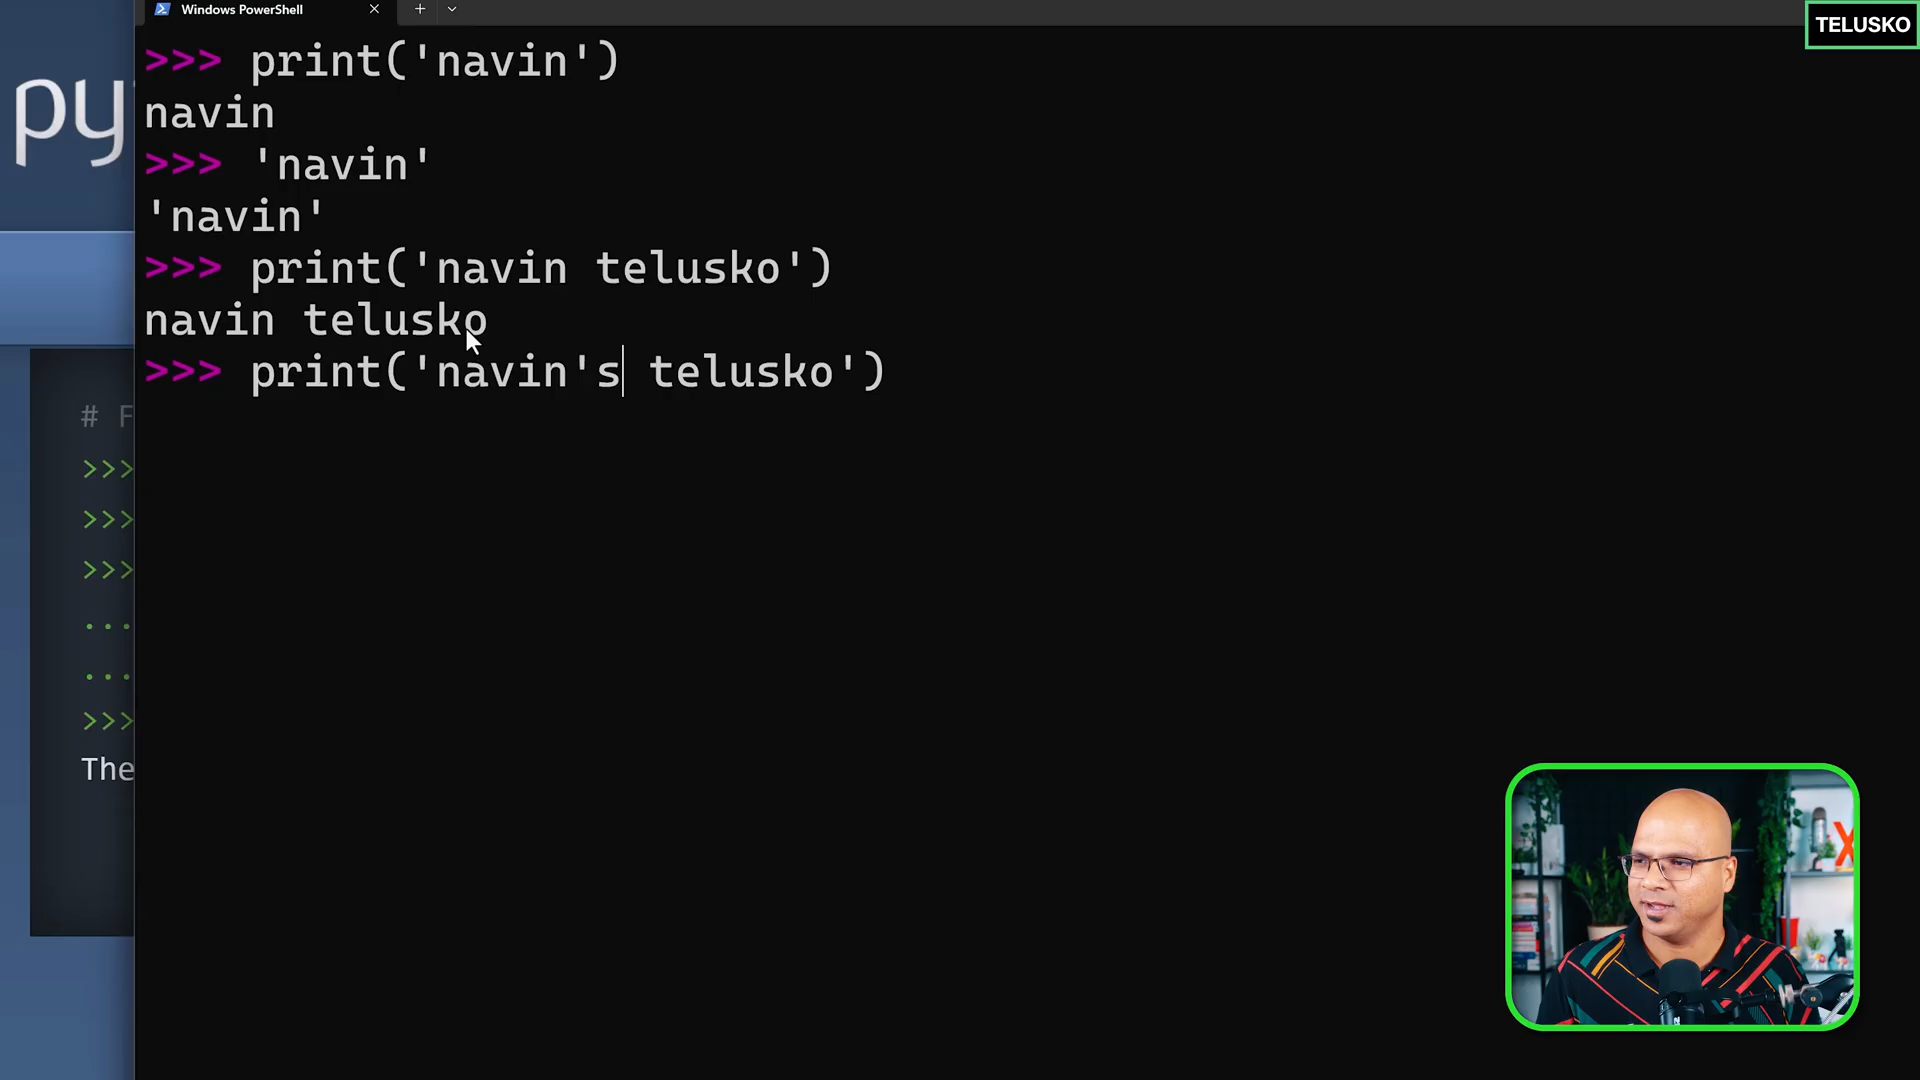 Windows PowerShell
TELUSKO
py
>>> print('navin')
navin
>>> 'navin'
'navin'
>>> print('navin telusko')
navin telusko
>>> print('navin's telusko')
# F
>>>
>>>
>>>
...
...
>>>
The